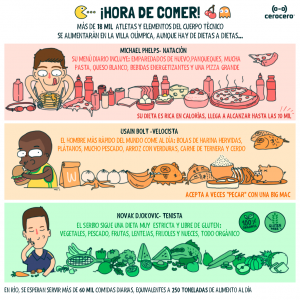 ¡HORA DE COMER!
cerocero
MÁS DE 18 MIL ATLETAS Y ELEMENTOS DEL CUERPO TÉCNICO
SE ALIMENTARÁN EN LA VILLA OLÍMPICA, AUNQUE HAY DE DIETAS A DIETAS...
MICHAEL PHELPS- NATACIÓN
SU MENÚ DIARIO INCLUYE: EMPAREDADOS DE HUEVO, PANQUEQUES, MUCHA
PASTA, QUESO BLANCO, BEBIDAS ENERGETIZANTES Y UNA PIZZA GRANDE
SU DIETA ES RICA EN CALORÍAS, LLEGA A ALCANZAR HASTA LAS 10 MIL
USAIN BOLT -VELOCISTA
EL HOMBRE MÁS RÁPIDO DEL MUNDO COME AL DÍA: BOLAS DE HARINA HERVIDAS,
PLÁTANOS, MUCHO PESCADO, ARROZ CON VERDURAS, CARNE DE TERNERA Y CERDO
ACEPTA A VECES "PECAR" CON UNA BIG MAC
NOVAK DJOKOVIC- TENISTA
EL SERBIO SIGUE UNA DIETA MUY ESTRICTA Y LIBRE DE GLUTEN:
VEGETALES, PESCADO, FRUTAS, LENTEJAS, FRIJOLES Y NUECES, TODO ORGÁNICO
EN RÍO, SE ESPERAN SERVIR MÁS DE 60 MIL COMIDAS DIARIAS, EQUIVALENTES A 250 TONELADAS DE ALIMENTO AL DÍA